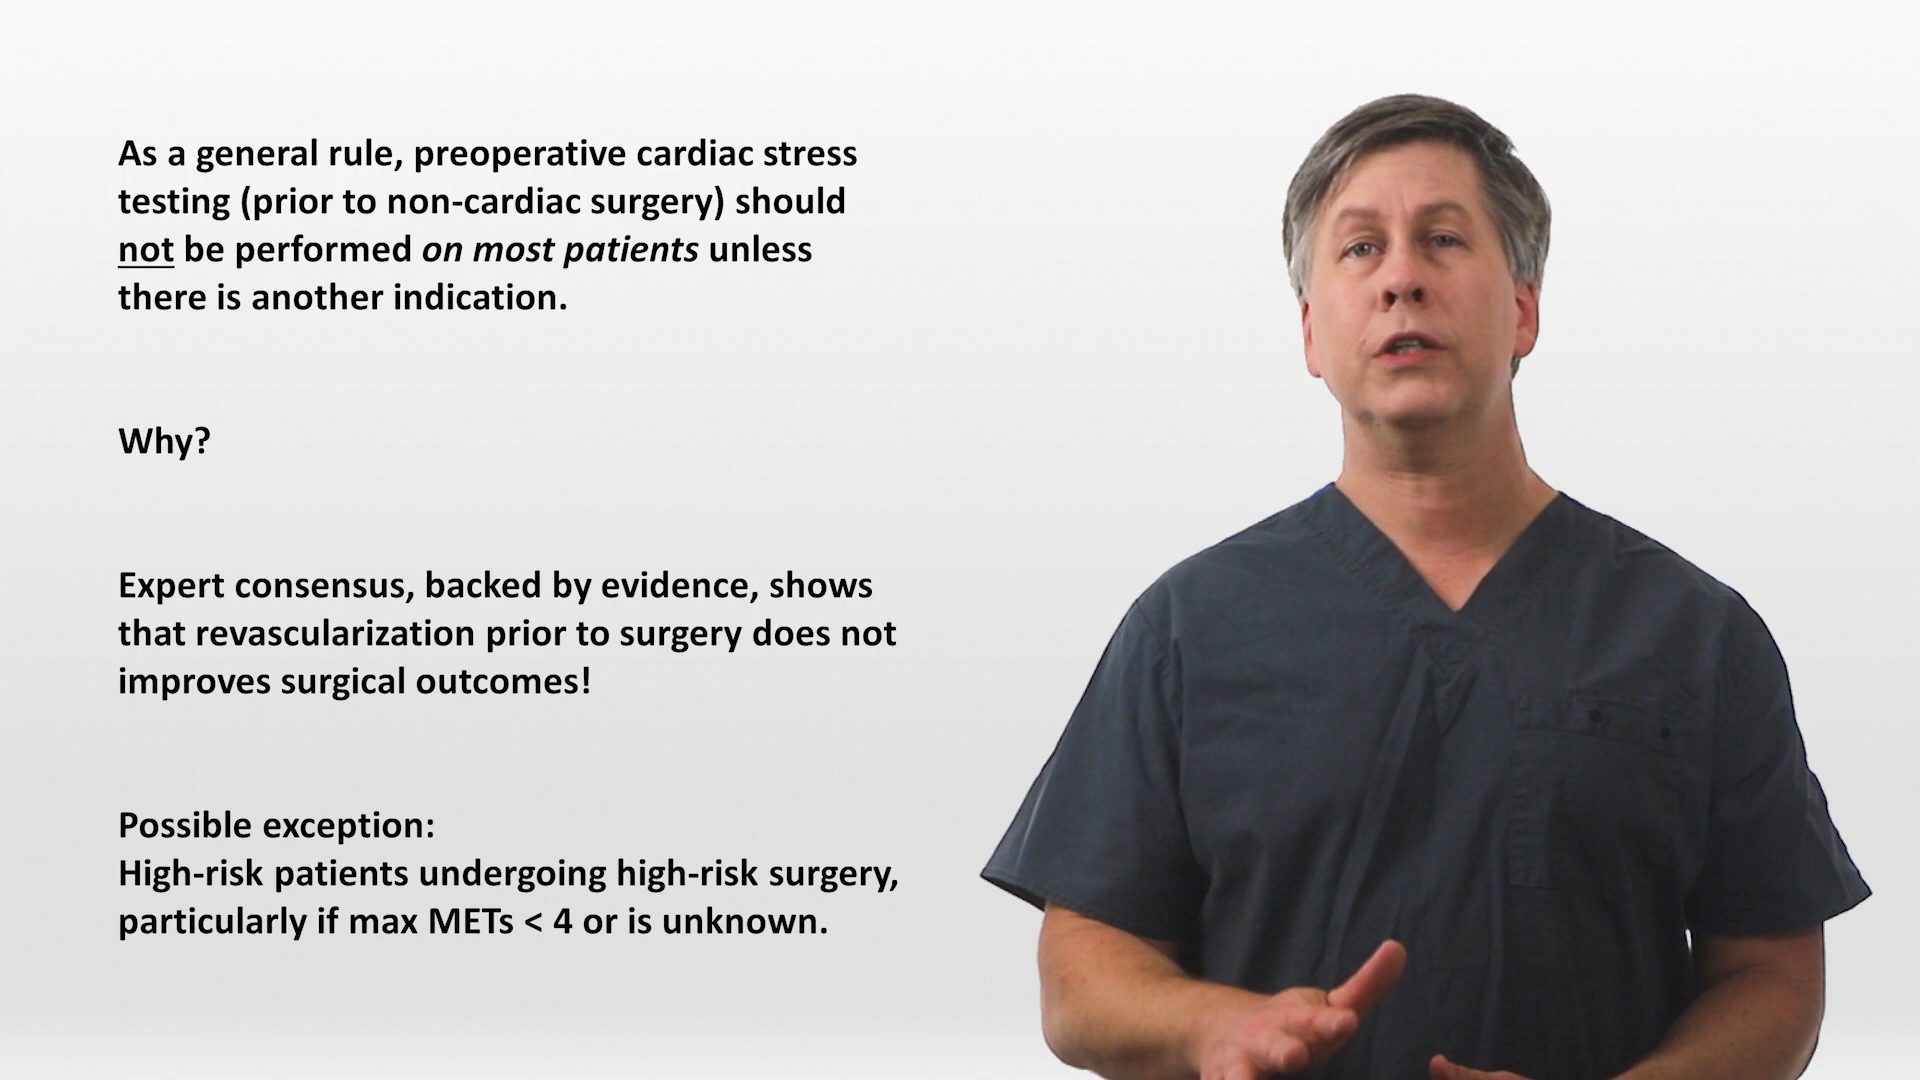 As a general rule, preoperative cardiac stress
testing (prior to non-cardiac surgery) should
not be performed on most patients unless
there is another indication.
Why?
Expert consensus, backed by evidence, shows
that revascularization prior to surgery does not
improves surgical outcomes!
Possible exception:
High-risk patients undergoing high-risk surgery,
particularly if max METs < 4 or is unknown.